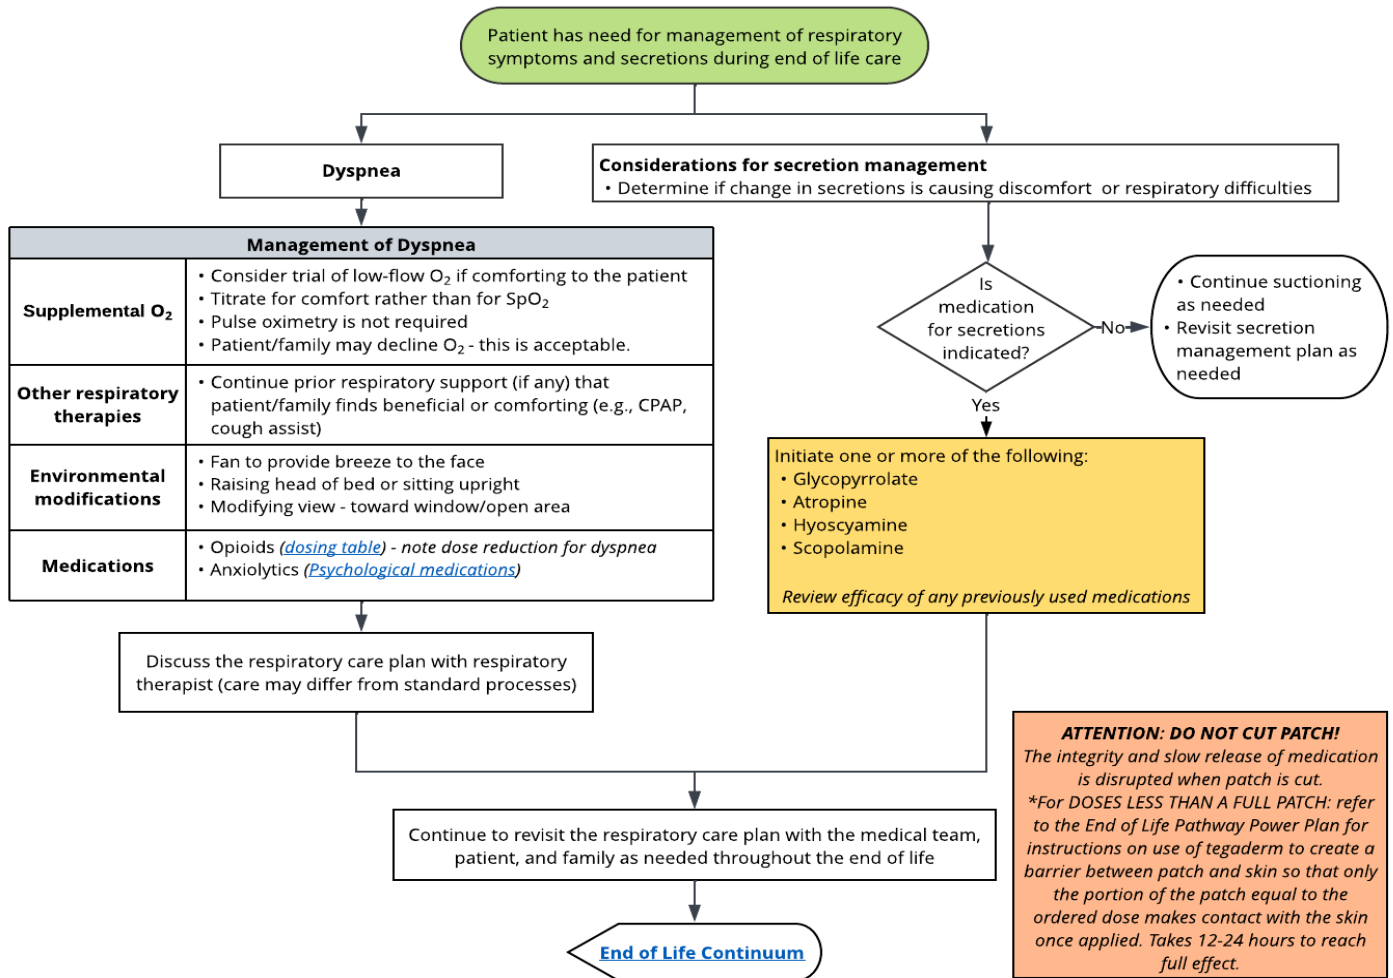 Patient has need for management of respiratory
symptoms and secretions during end of life care
Dyspnea
Management of Dyspnea
Supplemental O₂
• Consider trial of low-flow O₂ if comforting to the patient
• Titrate for comfort rather than for SpO₂
• Pulse oximetry is not required
• Patient/family may decline O₂ - this is acceptable.
Other respiratory
therapies
• Continue prior respiratory support (if any) that
patient/family finds beneficial or comforting (e.g., CPAP,
cough assist)
Environmental
modifications
• Fan to provide breeze to the face
• Raising head of bed or sitting upright
• Modifying view - toward window/open area
Medications
• Opioids (dosing table) - note dose reduction for dyspnea
• Anxiolytics (Psychological medications)
Discuss the respiratory care plan with respiratory
therapist (care may differ from standard processes)
Considerations for secretion management
• Determine if change in secretions is causing discomfort or respiratory difficulties
Is
medication
for secretions
indicated?
No
• Continue suctioning
as needed
• Revisit secretion
management plan as
needed
Yes
Initiate one or more of the following:
• Glycopyrrolate
• Atropine
• Hyoscyamine
• Scopolamine
Review efficacy of any previously used medications
ATTENTION: DO NOT CUT PATCH!
The integrity and slow release of medication
is disrupted when patch is cut.
*For DOSES LESS THAN A FULL PATCH: refer
to the End of Life Pathway Power Plan for
instructions on use of tegaderm to create a
barrier between patch and skin so that only
the portion of the patch equal to the
ordered dose makes contact with the skin
once applied. Takes 12-24 hours to reach
full effect.
Continue to revisit the respiratory care plan with the medical team,
patient, and family as needed throughout the end of life
End of Life Continuum